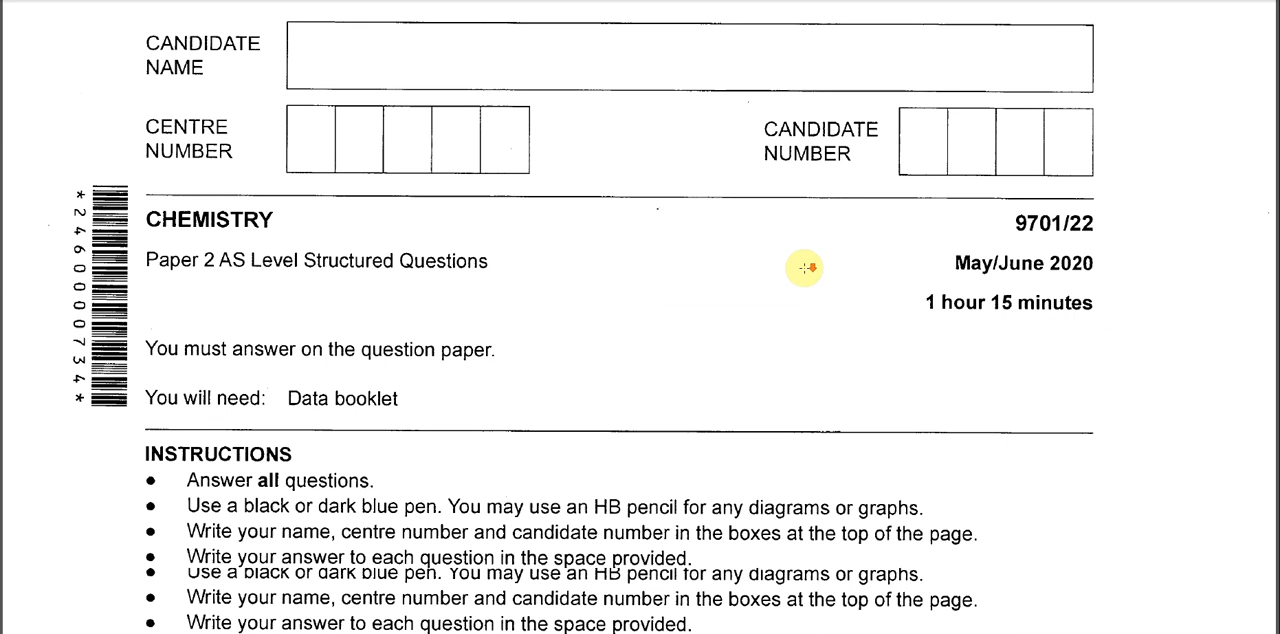 CANDIDATE
NAME
CENTRE
NUMBER
CANDIDATE
NUMBER
*2460000734*
CHEMISTRY 9701/22
Paper 2 AS Level Structured Questions May/June 2020
1 hour 15 minutes
You must answer on the question paper.
You will need: Data booklet
INSTRUCTIONS
● Answer all questions.
● Use a black or dark blue pen. You may use an HB pencil for any diagrams or graphs.
● Write your name, centre number and candidate number in the boxes at the top of the page.
● Write your answer to each question in the space provided.
● Use a black or dark blue pen. You may use an HB pencil for any diagrams or graphs.
● Write your name, centre number and candidate number in the boxes at the top of the page.
● Write your answer to each question in the space provided.